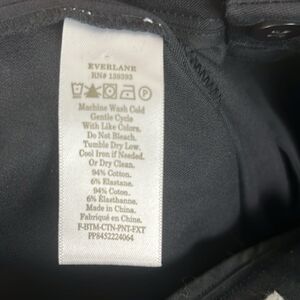 EVERLANE
RN# 139393
Machine Wash Cold
Gentle Cycle
With Like Colors.
Do Not Bleach.
Tumble Dry Low.
Cool Iron if Needed.
Or Dry Clean.
94% Cotton.
6% Elastane.
94% Coton.
6% Élasthanne.
Made in China.
Fabriqué en Chine.
F-BTM-CTN-PNT-FXT
PP8452224064